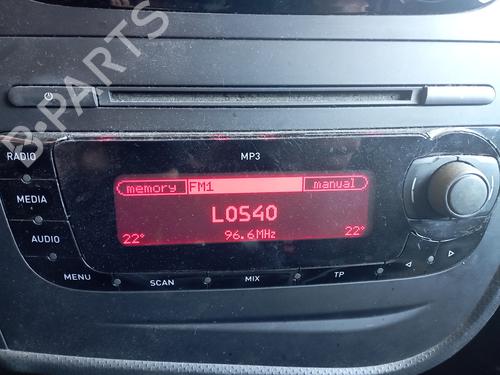 B-PARTS
RADIO
MP3
MEDIA
memory FM1 manual
LOS40
AUDIO
22° 96.6MHz 22°
MENU SCAN MIX TP